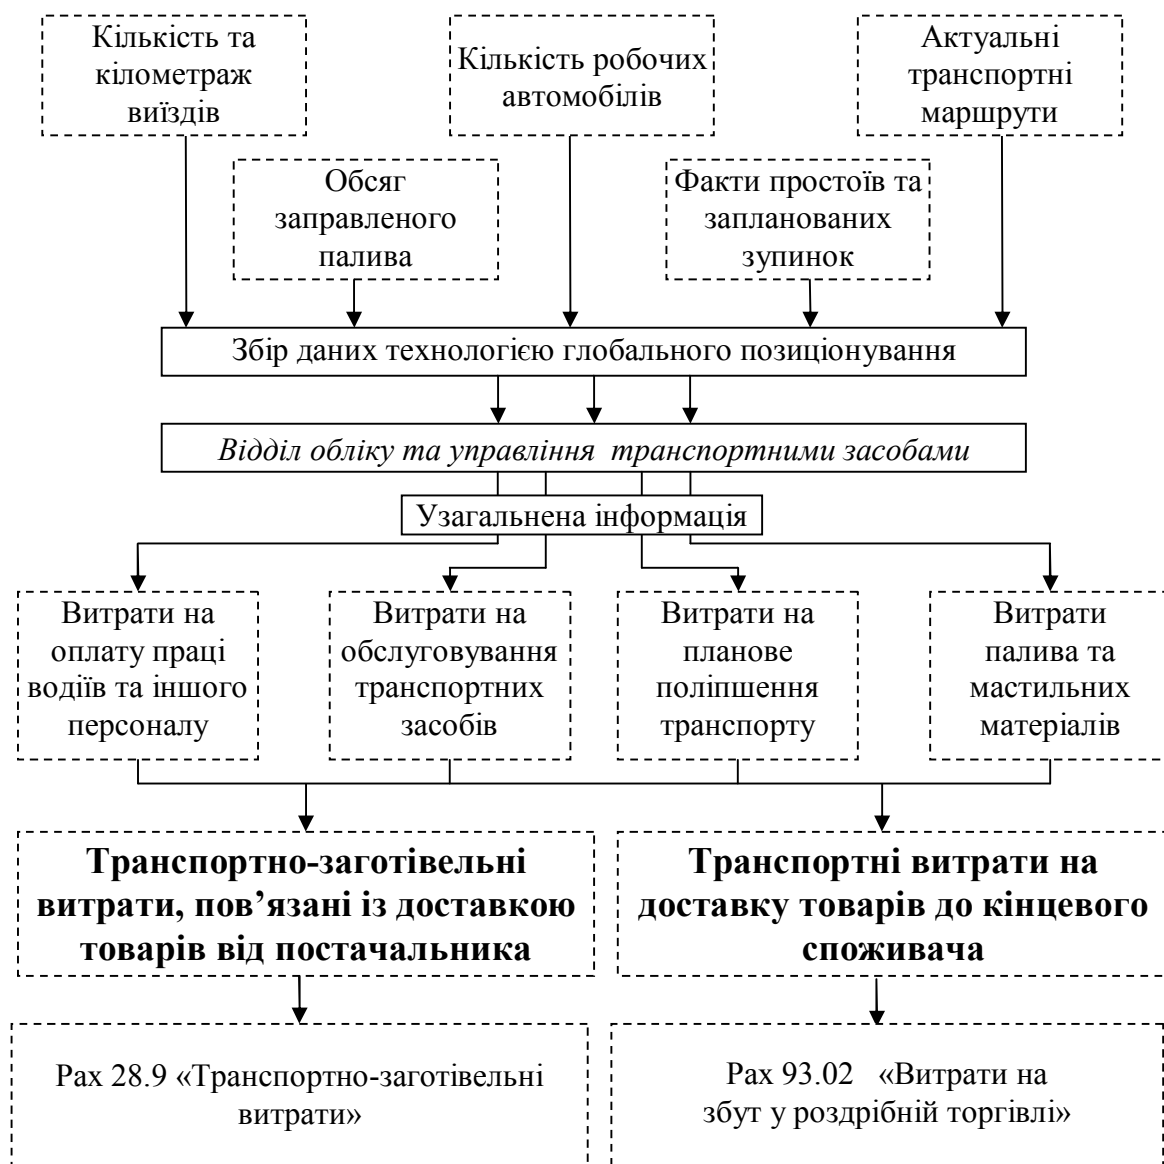 Кількість та
кілометраж
виїздів
Кількість робочих
автомобілів
Актуальні
транспортні
маршрути
Обсяг
заправленого
палива
Факти простоїв та
запланованих
зупинок
Збір даних технологією глобального позиціонування
Відділ обліку та управління транспортними засобами
Узагальнена інформація
Витрати на
оплату праці
водіїв та іншого
персоналу
Витрати на
обслуговування
транспортних
засобів
Витрати на
планове
поліпшення
транспорту
Витрати
палива та
мастильних
матеріалів
Транспортно-заготівельні
витрати, пов’язані із доставкою
товарів від постачальника
Транспортні витрати на
доставку товарів до кінцевого
споживача
Рах 28.9 «Транспортно-заготівельні
витрати»
Рах 93.02 «Витрати на
збут у роздрібній торгівлі»